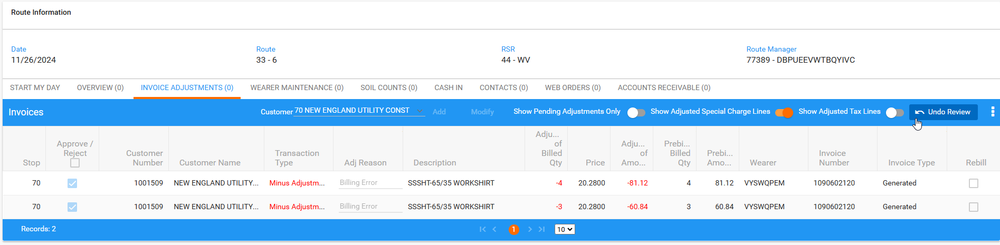 Route Information
Date Route RSR Route Manager
11/26/2024 33 - 6 44 - WV 77389 - DBPUEEVWTBQYIVC
START MY DAY OVERVIEW (0) INVOICE ADJUSTMENTS (0) WEARER MAINTENANCE (0) SOIL COUNTS (0) CASH IN CONTACTS (0) WEB ORDERS (0) ACCOUNTS RECEIVABLE (0)
Invoices Customer 70 NEW ENGLAND UTILITY CONST Add Modify Show Pending Adjustments Only Show Adjusted Special Charge Lines Show Adjusted Tax Lines Undo Review
Stop
Approve /
Reject
Customer
Number
Customer Name
Transaction
Type
Adj Reason
Description
Adju...
of
Billed
Qty
Price
Adju...
of
Amo...
Prebi...
Billed
Qty
Prebi...
Amo...
Wearer
Invoice
Number
Invoice Type
Rebill
70 1001509 NEW ENGLAND UTILITY... Minus Adjustm... Billing Error SSSHT-65/35 WORKSHIRT -4 20.2800 -81.12 4 81.12 VYSWQPEM 1090602120 Generated
70 1001509 NEW ENGLAND UTILITY... Minus Adjustm... Billing Error SSSHT-65/35 WORKSHIRT -3 20.2800 -60.84 3 60.84 VYSWQPEM 1090602120 Generated
Records: 2 1 10